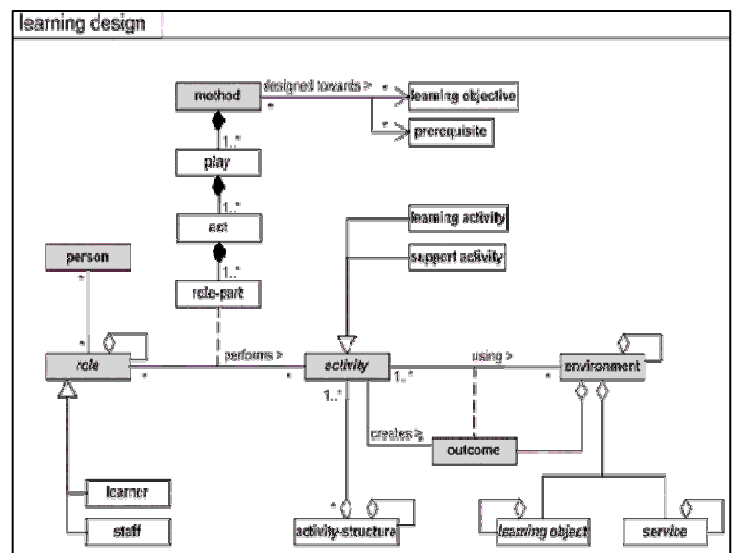 learning design
method
designed towards >
*
*
learning objective
*
prerequisite
1..*
play
1..*
act
1..*
role-part
learning activity
support activity
person
*
*
role
*
performs >
*
activity
1..*
using >
*
environment
1..*
creates >
outcome
learner
staff
*
activity-structure
learning object
service